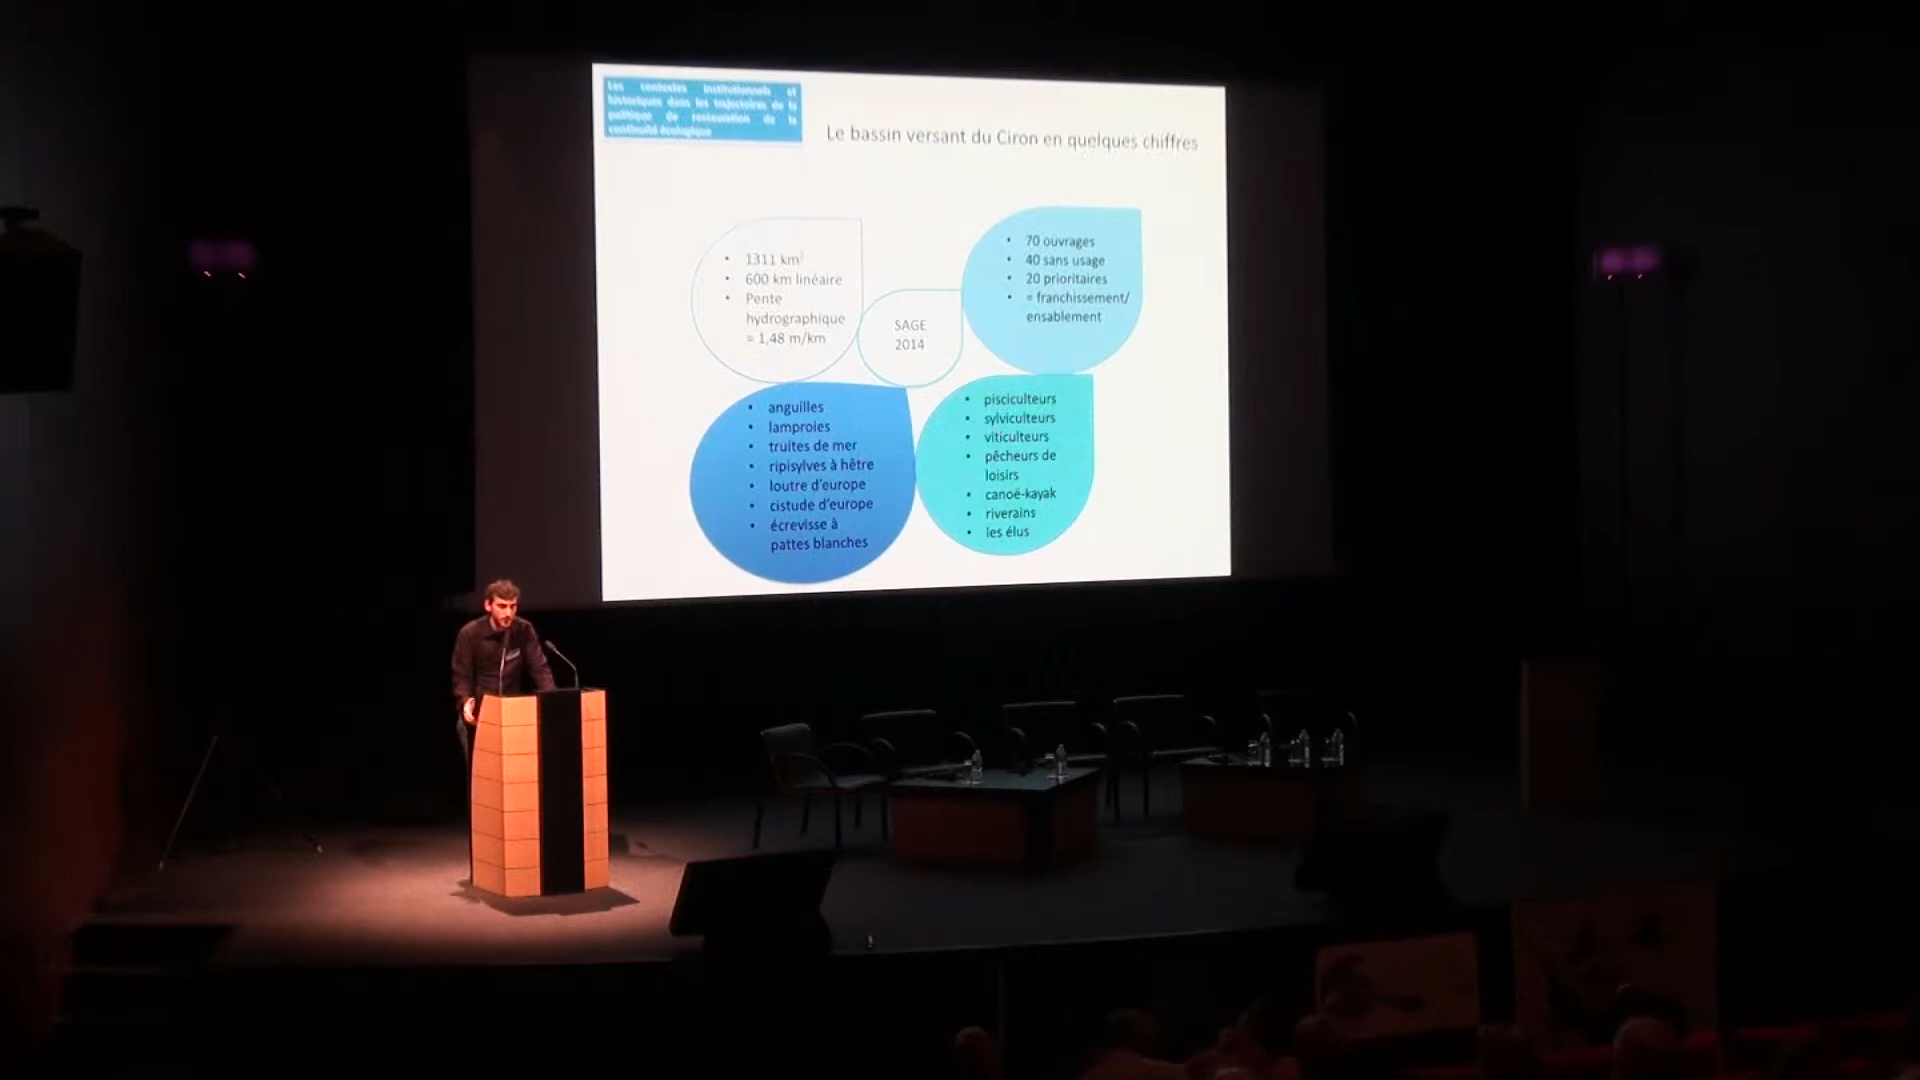 Les contextes institutionnels et
historiques dans les trajectoires de la
politique de restauration de la
continuité écologique
Le bassin versant du Ciron en quelques chiffres
• 1311 km²
• 600 km linéaire
• Pente
hydrographique
= 1,48 m/km
SAGE
2014
• 70 ouvrages
• 40 sans usage
• 20 prioritaires
• = franchissement/
ensablement
• anguilles
• lamproies
• truites de mer
• ripisylves à hêtre
• loutre d'europe
• cistude d'europe
• écrevisse à
pattes blanches
• pisciculteurs
• sylviculteurs
• viticulteurs
• pêcheurs de
loisirs
• canoë-kayak
• riverains
• les élus